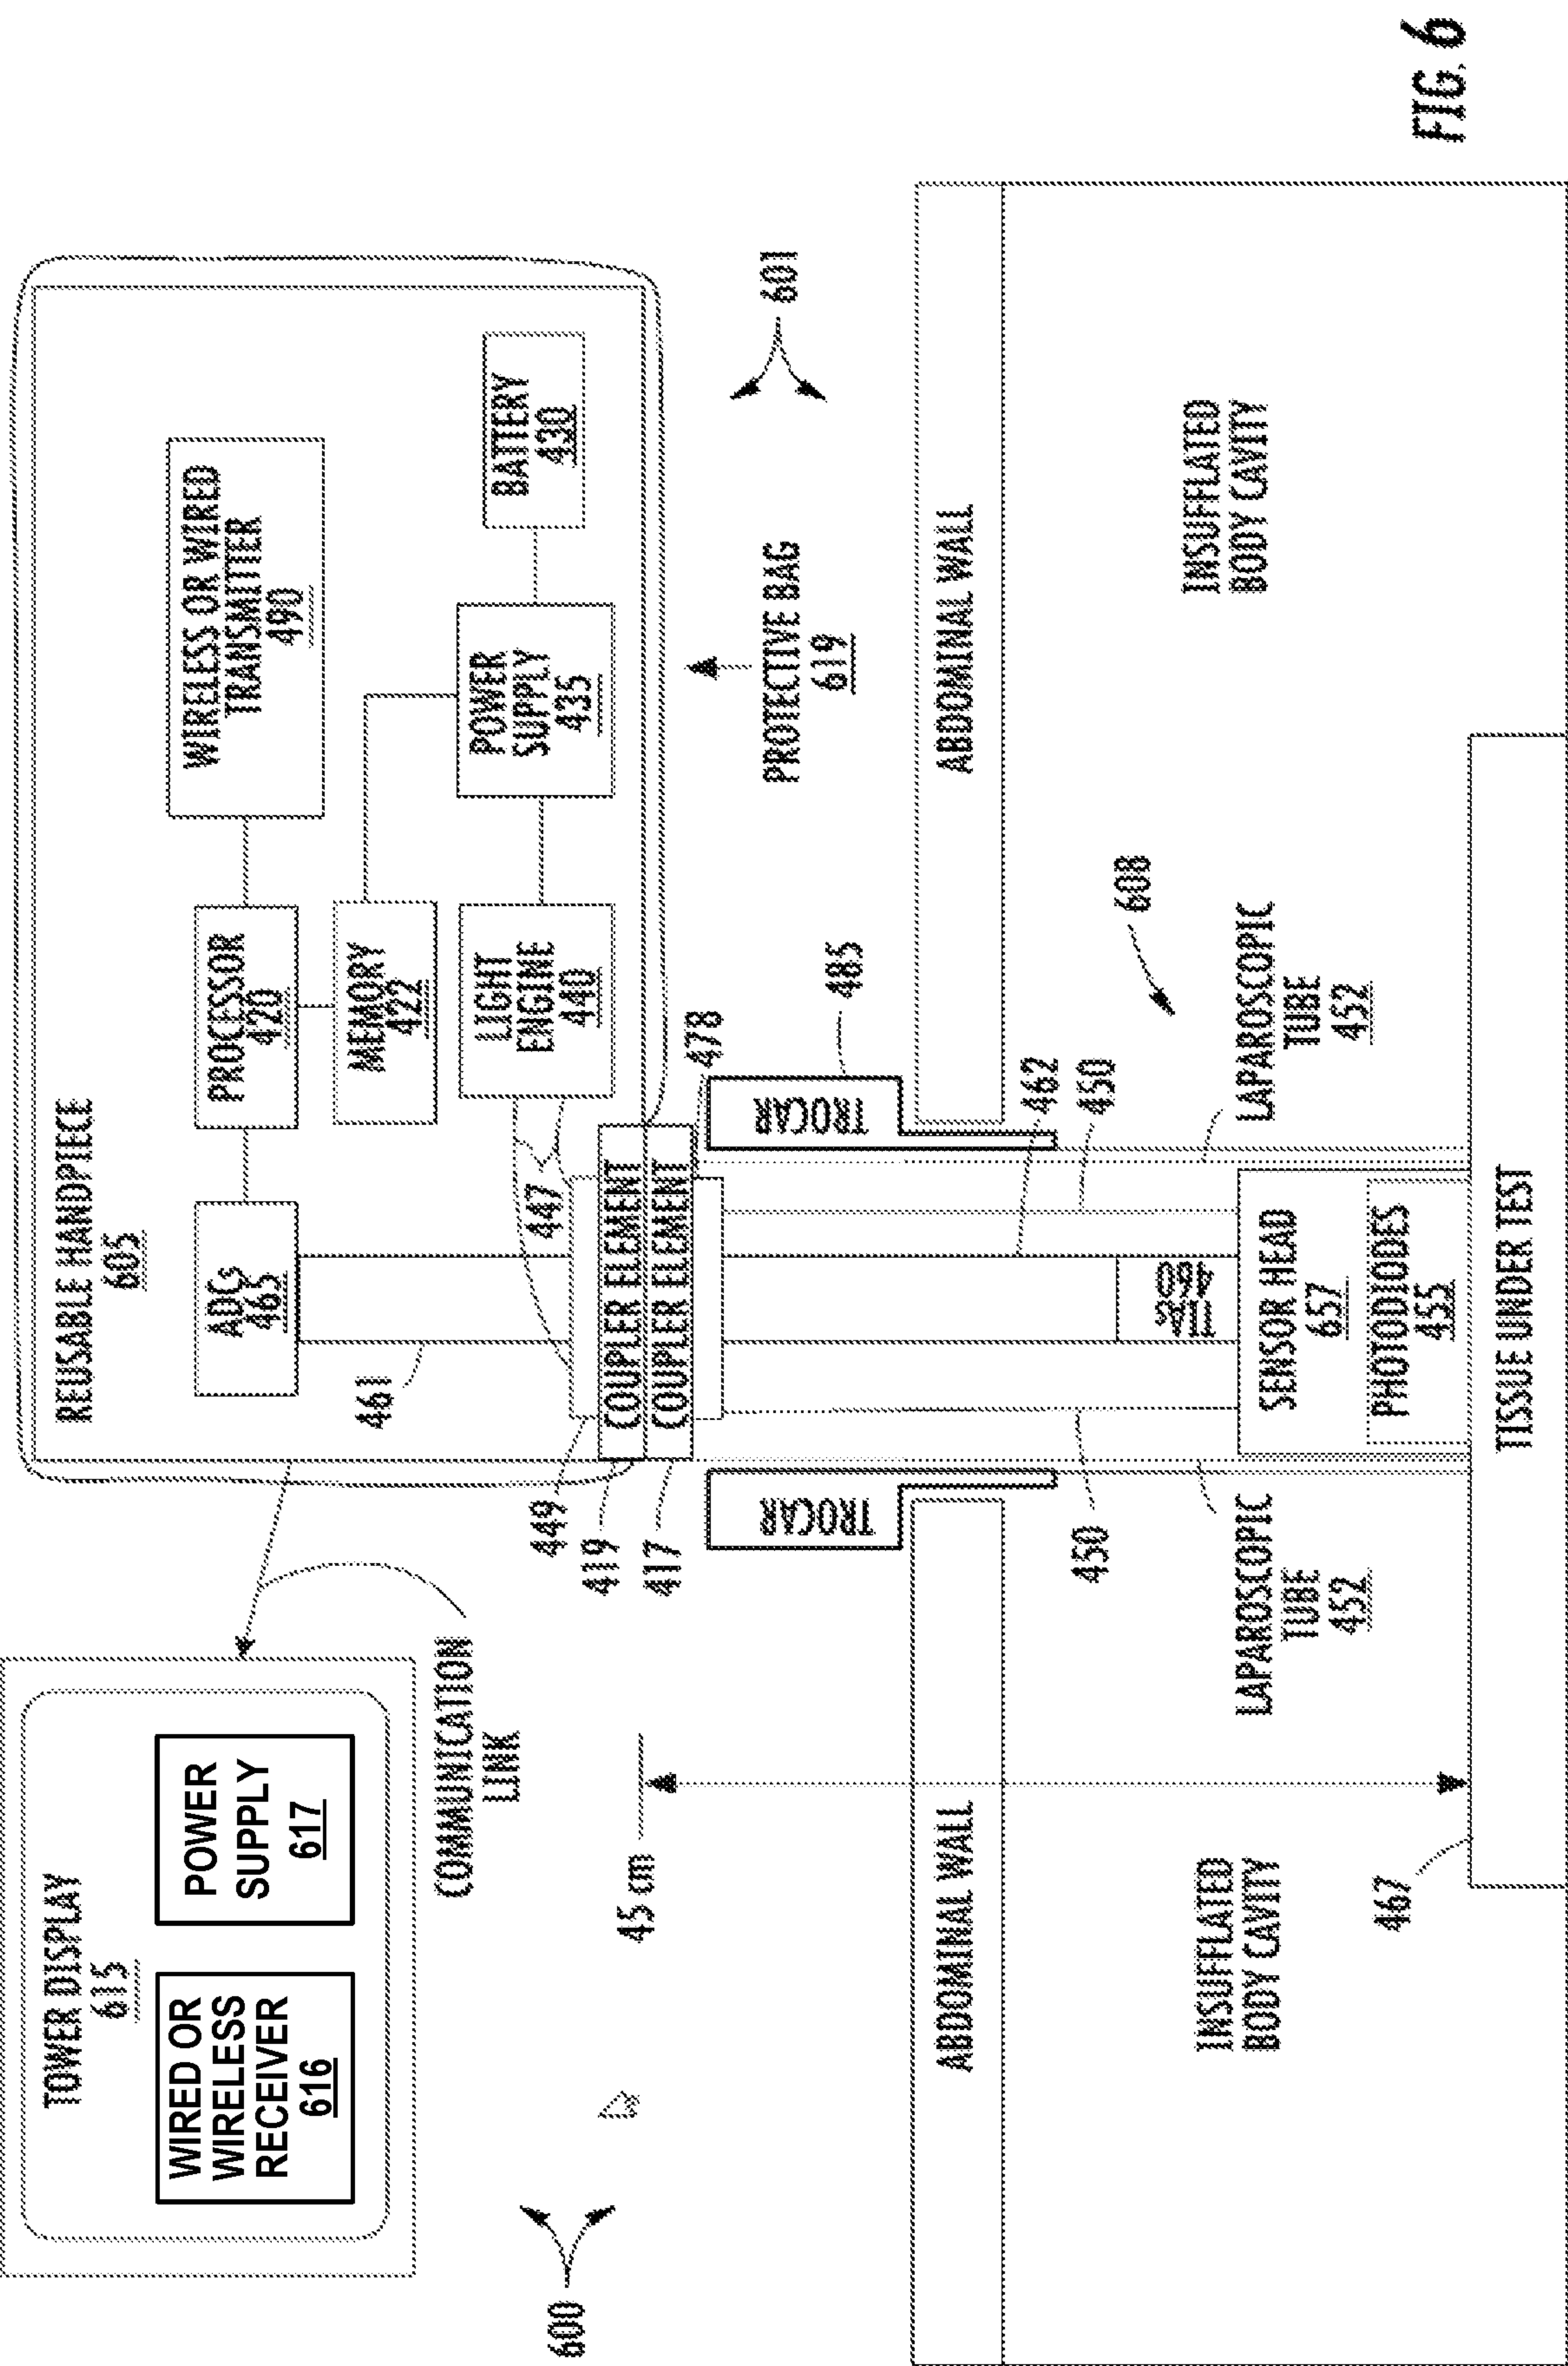 TOWER DISPLAY
615
WIRED OR
WIRELESS
RECEIVER
616
POWER
SUPPLY
617
COMMUNICATION
LINK
REUSABLE HANDPIECE
605
ADCs
465
PROCESSOR
420
WIRELESS OR WIRED
TRANSMITTER
490
MEMORY
422
LIGHT
ENGINE
440
POWER
SUPPLY
435
BATTERY
430
461
447
449
419
417
COUPLER ELEMENT
COUPLER ELEMENT
478
PROTECTIVE BAG
619
601
600
45 cm
TROCAR
TROCAR
485
ABDOMINAL WALL
ABDOMINAL WALL
462
450
450
608
INSUFFLATED
BODY CAVITY
INSUFFLATED
BODY CAVITY
LAPAROSCOPIC
TUBE
452
LAPAROSCOPIC
TUBE
452
TIAs
460
SENSOR HEAD
657
PHOTODIODES
455
467
TISSUE UNDER TEST
FIG. 6